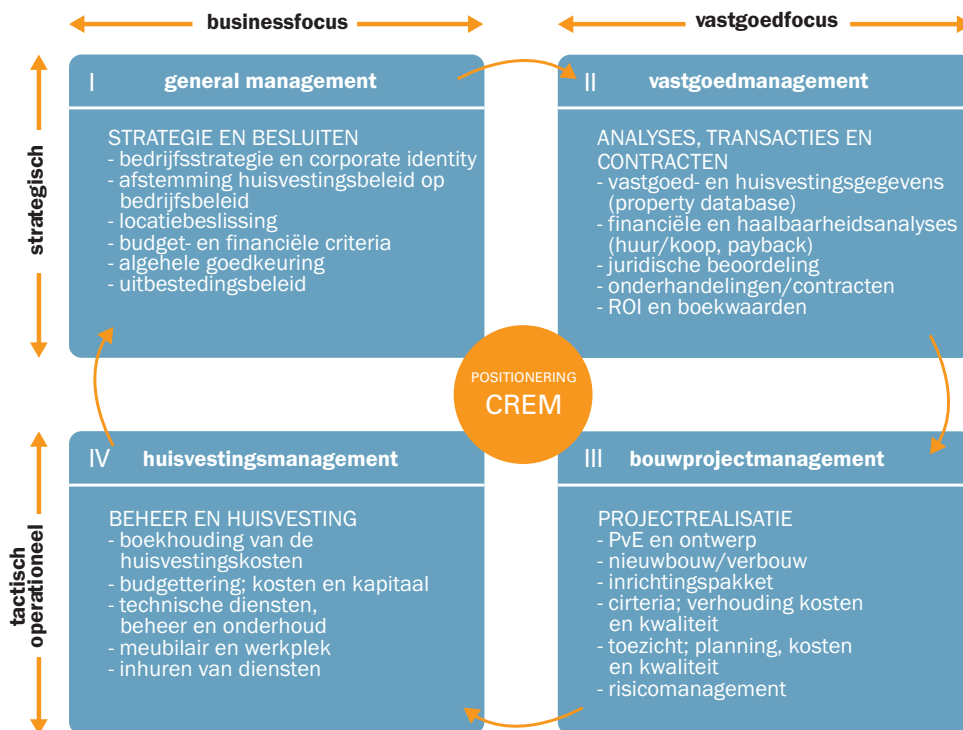 businessfocus
vastgoedfocus
strategisch
I general management
STRATEGIE EN BESLUITEN
- bedrijfsstrategie en corporate identity
- afstemming huisvestingsbeleid op
bedrijfsbeleid
- locatiebeslissing
- budget- en financiële criteria
- algehele goedkeuring
- uitbestedingsbeleid
II vastgoedmanagement
ANALYSES, TRANSACTIES EN
CONTRACTEN
- vastgoed- en huisvestingsgegevens
(property database)
- financiële en haalbaarheidsanalyses
(huur/koop, payback)
- juridische beoordeling
- onderhandelingen/contracten
- ROI en boekwaarden
POSITIONERING
CREM
tactisch
operationeel
IV huisvestingsmanagement
BEHEER EN HUISVESTING
- boekhouding van de
huisvestingskosten
- budgettering; kosten en kapitaal
- technische diensten,
beheer en onderhoud
- meubilair en werkplek
- inhuren van diensten
III bouwprojectmanagement
PROJECTREALISATIE
- PvE en ontwerp
- nieuwbouw/verbouw
- inrichtingspakket
- cirteria; verhouding kosten
en kwaliteit
- toezicht; planning, kosten
en kwaliteit
- risicomanagement